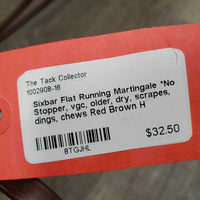 The Tack Collector
1002908-16
Sixbar Flat Running Martingale *No
Stopper, vgc, older, dry, scrapes,
dings, chews Red Brown H
$32.50
8TGJHL